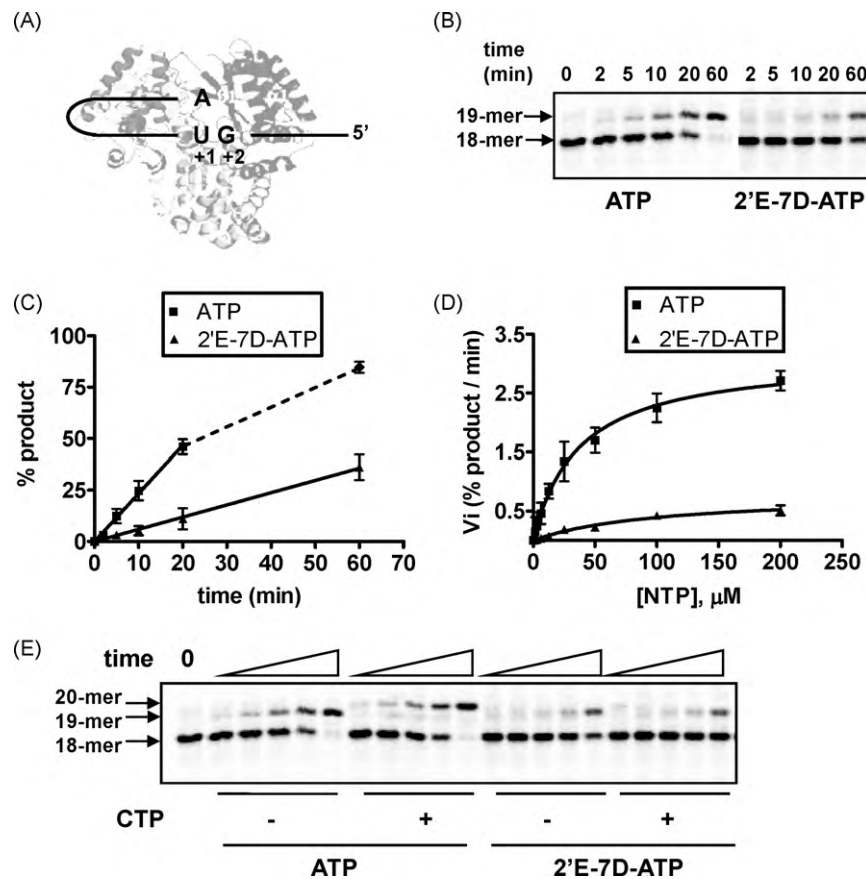 (A)
A
U G
+1 +2
5'
(B)
time
(min) 0 2 5 10 20 60 2 5 10 20 60
19-mer
18-mer
ATP 2'E-7D-ATP
(C)
ATP
2'E-7D-ATP
100
75
50
25
0
% product
0 10 20 30 40 50 60 70
time (min)
(D)
ATP
2'E-7D-ATP
3.5
2.5
1.5
0.5
Vi (% product / min)
0 50 100 150 200
[NTP], μM
(E)
time 0
20-mer
19-mer
18-mer
CTP - + - +
ATP 2'E-7D-ATP